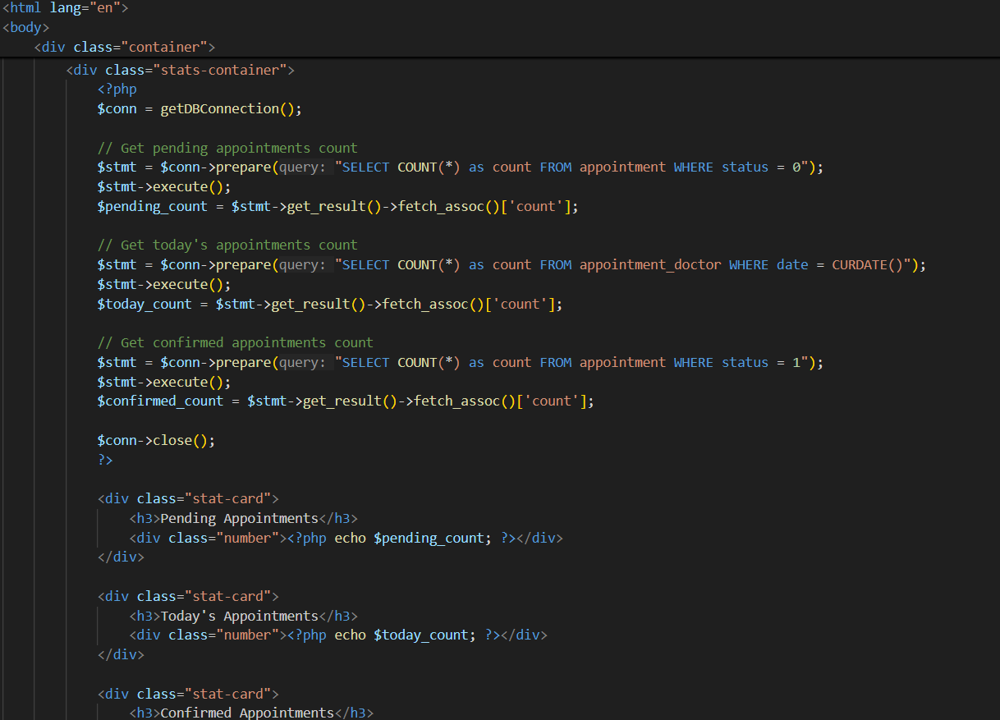 <html lang="en">
<body>
<div class="container">
<div class="stats-container">
<?php
$conn = getDBConnection();
// Get pending appointments count
$stmt = $conn->prepare(query: "SELECT COUNT(*) as count FROM appointment WHERE status = 0");
$stmt->execute();
$pending_count = $stmt->get_result()->fetch_assoc()['count'];
// Get today's appointments count
$stmt = $conn->prepare(query: "SELECT COUNT(*) as count FROM appointment_doctor WHERE date = CURDATE()");
$stmt->execute();
$today_count = $stmt->get_result()->fetch_assoc()['count'];
// Get confirmed appointments count
$stmt = $conn->prepare(query: "SELECT COUNT(*) as count FROM appointment WHERE status = 1");
$stmt->execute();
$confirmed_count = $stmt->get_result()->fetch_assoc()['count'];
$conn->close();
?>
<div class="stat-card">
<h3>Pending Appointments</h3>
<div class="number"><?php echo $pending_count; ?></div>
</div>
<div class="stat-card">
<h3>Today's Appointments</h3>
<div class="number"><?php echo $today_count; ?></div>
</div>
<div class="stat-card">
<h3>Confirmed Appointments</h3>